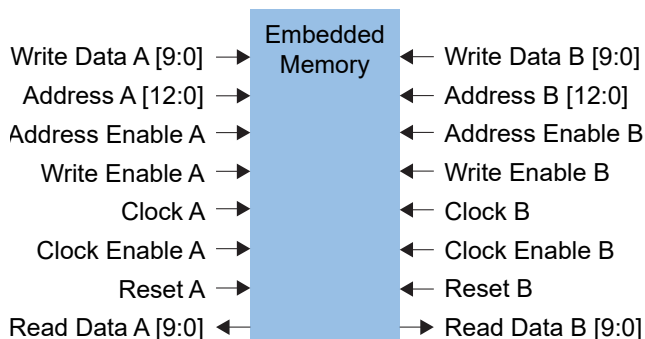 Embedded
Memory
Write Data A [9:0]
Address A [12:0]
Address Enable A
Write Enable A
Clock A
Clock Enable A
Reset A
Read Data A [9:0]
Write Data B [9:0]
Address B [12:0]
Address Enable B
Write Enable B
Clock B
Clock Enable B
Reset B
Read Data B [9:0]